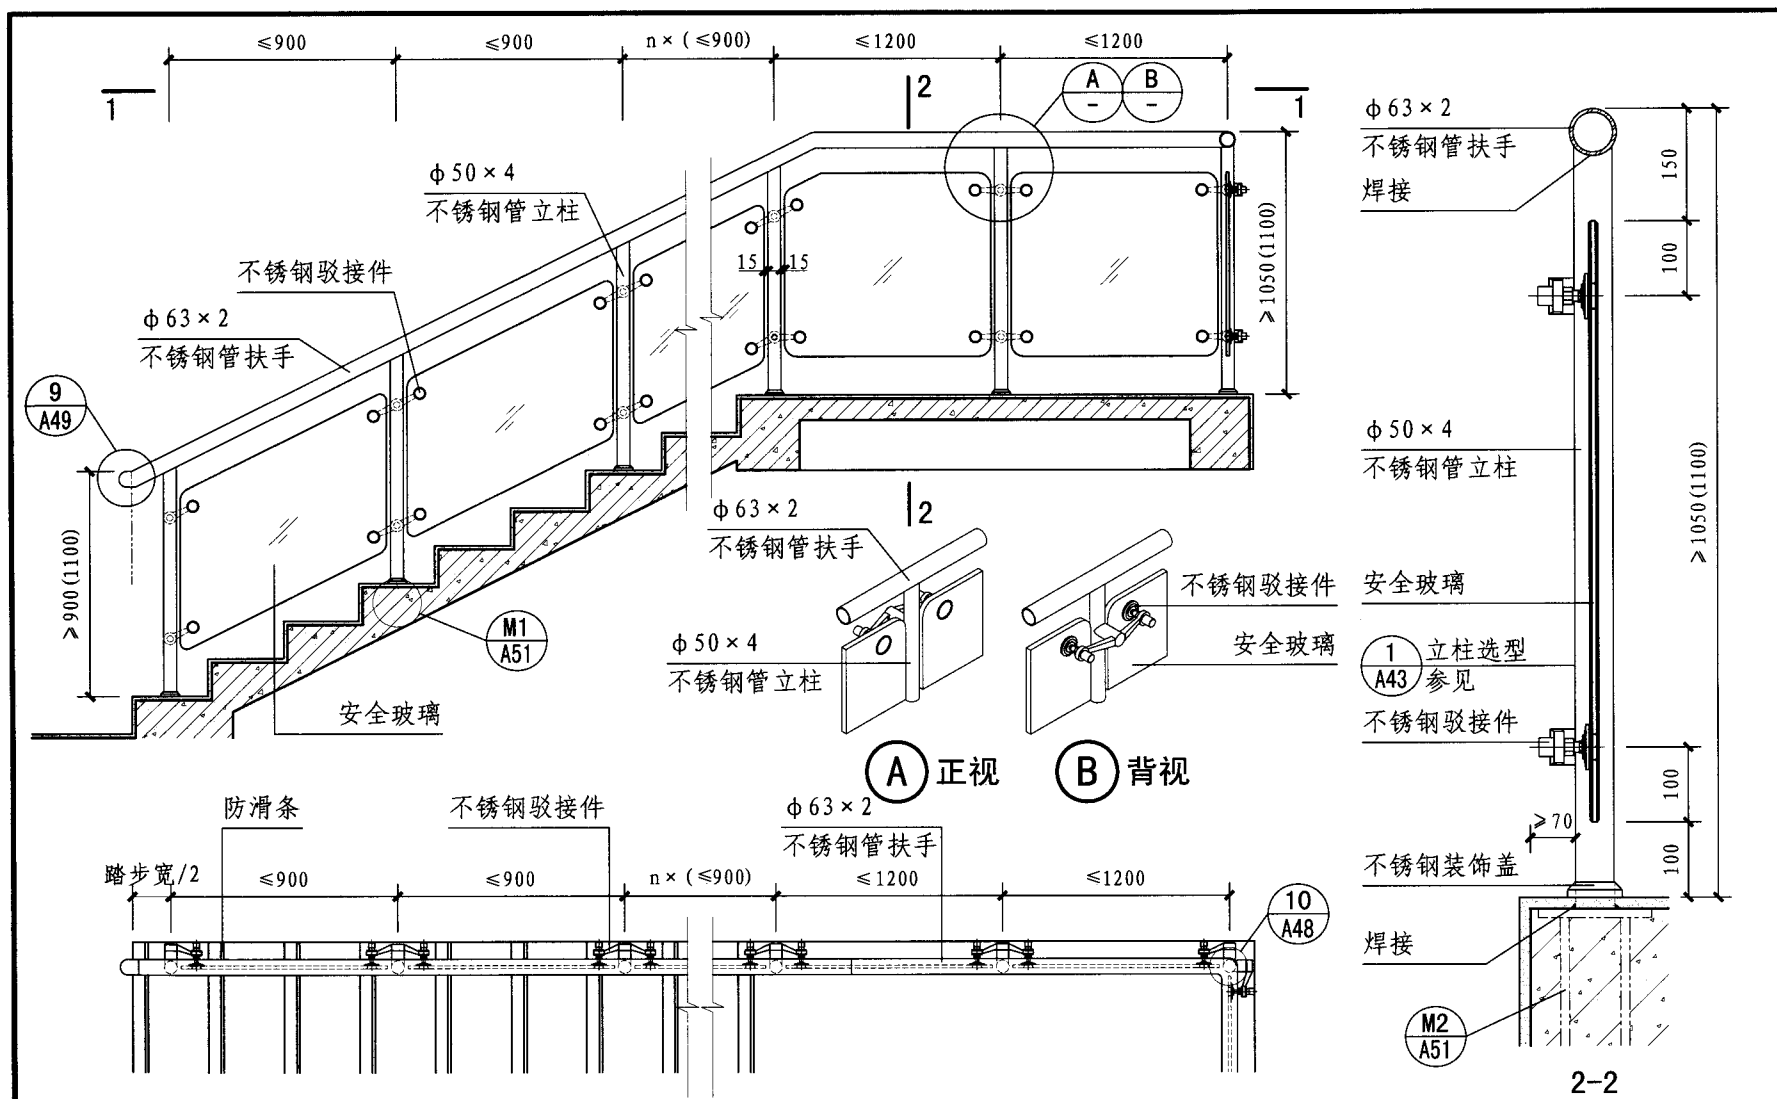 ≤900
≤900
n×(≤900)
≤1200
≤1200
1
2
A
-
B
-
1
φ50×4
不锈钢管立柱
不锈钢驳接件
φ63×2
不锈钢管扶手
9
A49
15
15
≥1050(1100)
≥900(1100)
M1
A51
安全玻璃
2
φ63×2
不锈钢管扶手
φ50×4
不锈钢管立柱
不锈钢驳接件
安全玻璃
A 正视
B 背视
φ63×2
不锈钢管扶手
焊接
150
100
φ50×4
不锈钢管立柱
≥1050(1100)
安全玻璃
1
A43
立柱选型
参见
不锈钢驳接件
100
≥70
100
不锈钢装饰盖
焊接
M2
A51
2-2
防滑条
不锈钢驳接件
φ63×2
不锈钢管扶手
踏步宽/2
≤900
≤900
n×(≤900)
≤1200
≤1200
10
A48